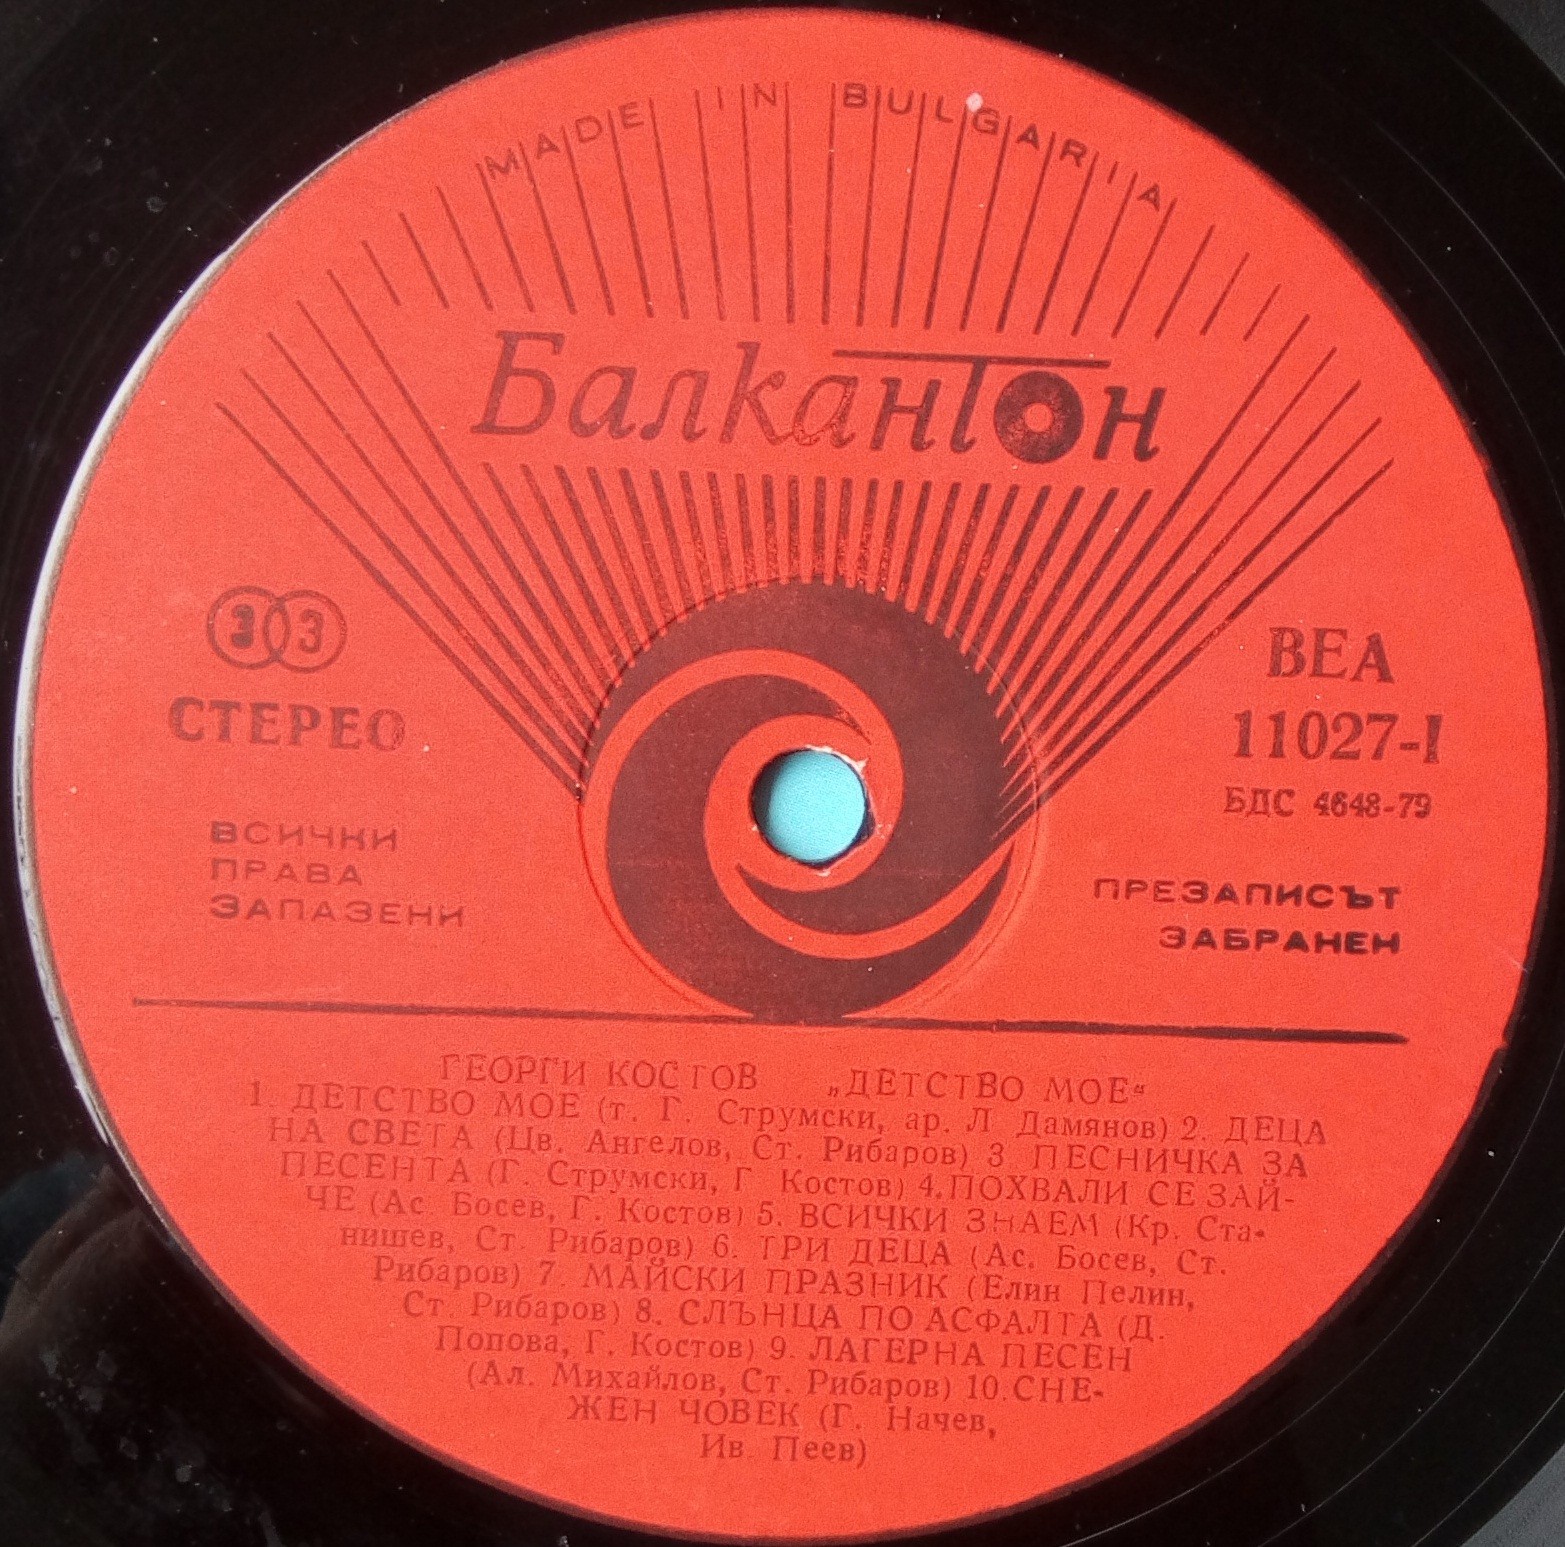 MADE IN BULGARIA
Балкантон
33
СТЕРЕО
ВСИЧКИ
ПРАВА
ЗАПАЗЕНИ
ВЕА
11027-I
БДС 4648-79
ПРЕЗАПИСЪТ
ЗАБРАНЕН
ГЕОРГИ КОСТОВ „ДЕТСТВО МОЕ“
1. ДЕТСТВО МОЕ (т. Г. Струмски, ар. Л Дамянов) 2. ДЕЦА
НА СВЕТА (Цв. Ангелов, Ст. Рибаров) 3 ПЕСНИЧКА ЗА
ПЕСЕНТА (Г. Струмски, Г Костов) 4. ПОХВАЛИ СЕ ЗАЙ-
ЧЕ (Ас. Босев, Г. Костов) 5. ВСИЧКИ ЗНАЕМ (Кр. Ста-
нишев, Ст. Рибаров) 6. ТРИ ДЕЦА (Ас. Босев, Ст.
Рибаров) 7. МАЙСКИ ПРАЗНИК (Елин Пелин,
Ст. Рибаров) 8. СЛЪНЦА ПО АСФАЛТА (Д.
Попова, Г. Костов) 9. ЛАГЕРНА ПЕСЕН
(Ал. Михайлов, Ст. Рибаров) 10. СНЕ-
ЖЕН ЧОВЕК (Г. Начев,
Ив. Пеев)